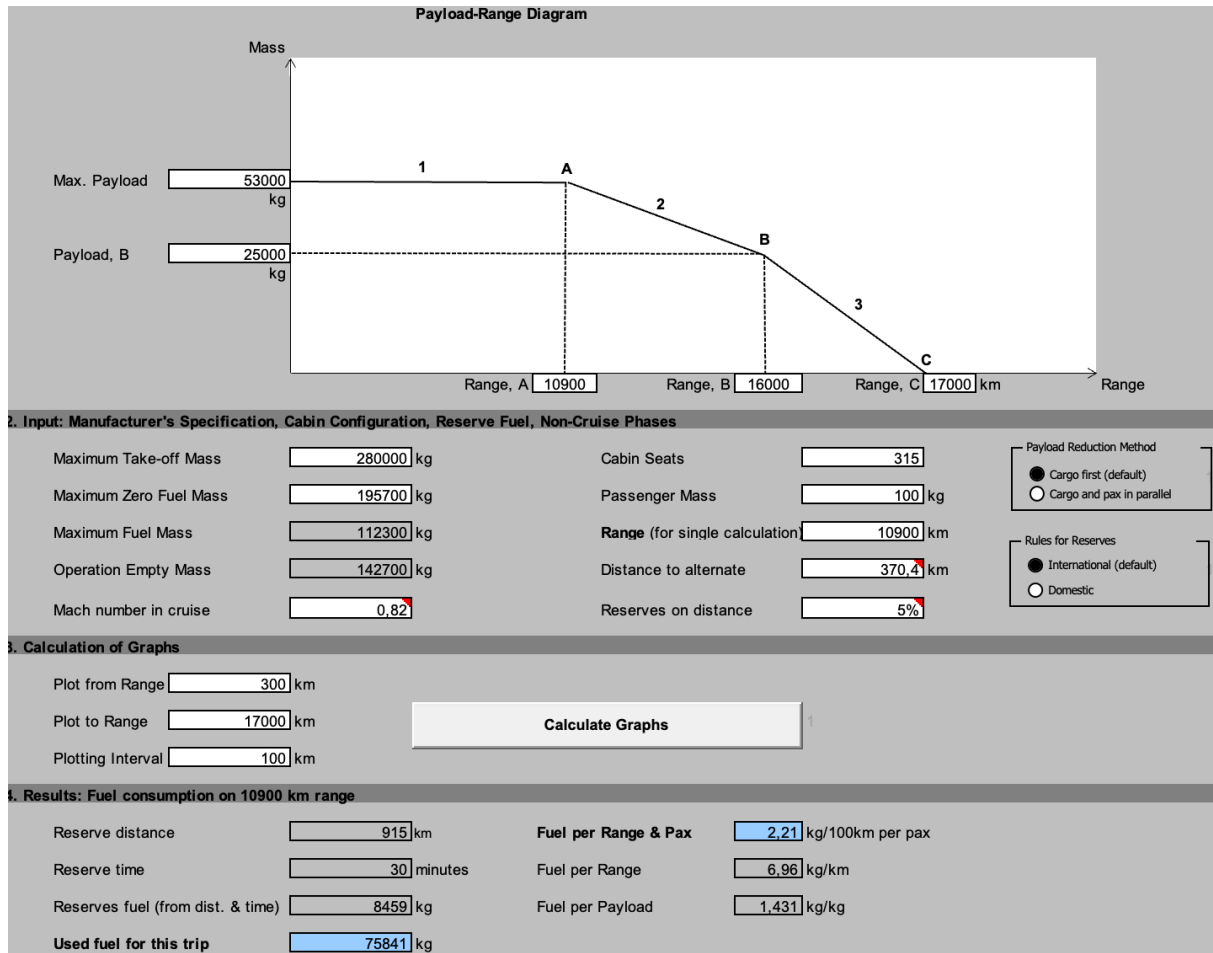 Payload-Range Diagram
Mass
1
A
Max. Payload 53000
kg
2
B
Payload, B 25000
kg
3
C
Range, A 10900 Range, B 16000 Range, C 17000 km Range
2. Input: Manufacturer's Specification, Cabin Configuration, Reserve Fuel, Non-Cruise Phases
Maximum Take-off Mass 280000 kg Cabin Seats 315 Payload Reduction Method
Cargo first (default)
Maximum Zero Fuel Mass 195700 kg Passenger Mass 100 kg Cargo and pax in parallel
Maximum Fuel Mass 112300 kg Range (for single calculation) 10900 km Rules for Reserves
Operation Empty Mass 142700 kg Distance to alternate 370,4 km International (default)
Domestic
Mach number in cruise 0,82 Reserves on distance 5%
3. Calculation of Graphs
Plot from Range 300 km
Plot to Range 17000 km Calculate Graphs 1
Plotting Interval 100 km
4. Results: Fuel consumption on 10900 km range
Reserve distance 915 km Fuel per Range & Pax 2,21 kg/100km per pax
Reserve time 30 minutes Fuel per Range 6,96 kg/km
Reserves fuel (from dist. & time) 8459 kg Fuel per Payload 1,431 kg/kg
Used fuel for this trip 75841 kg